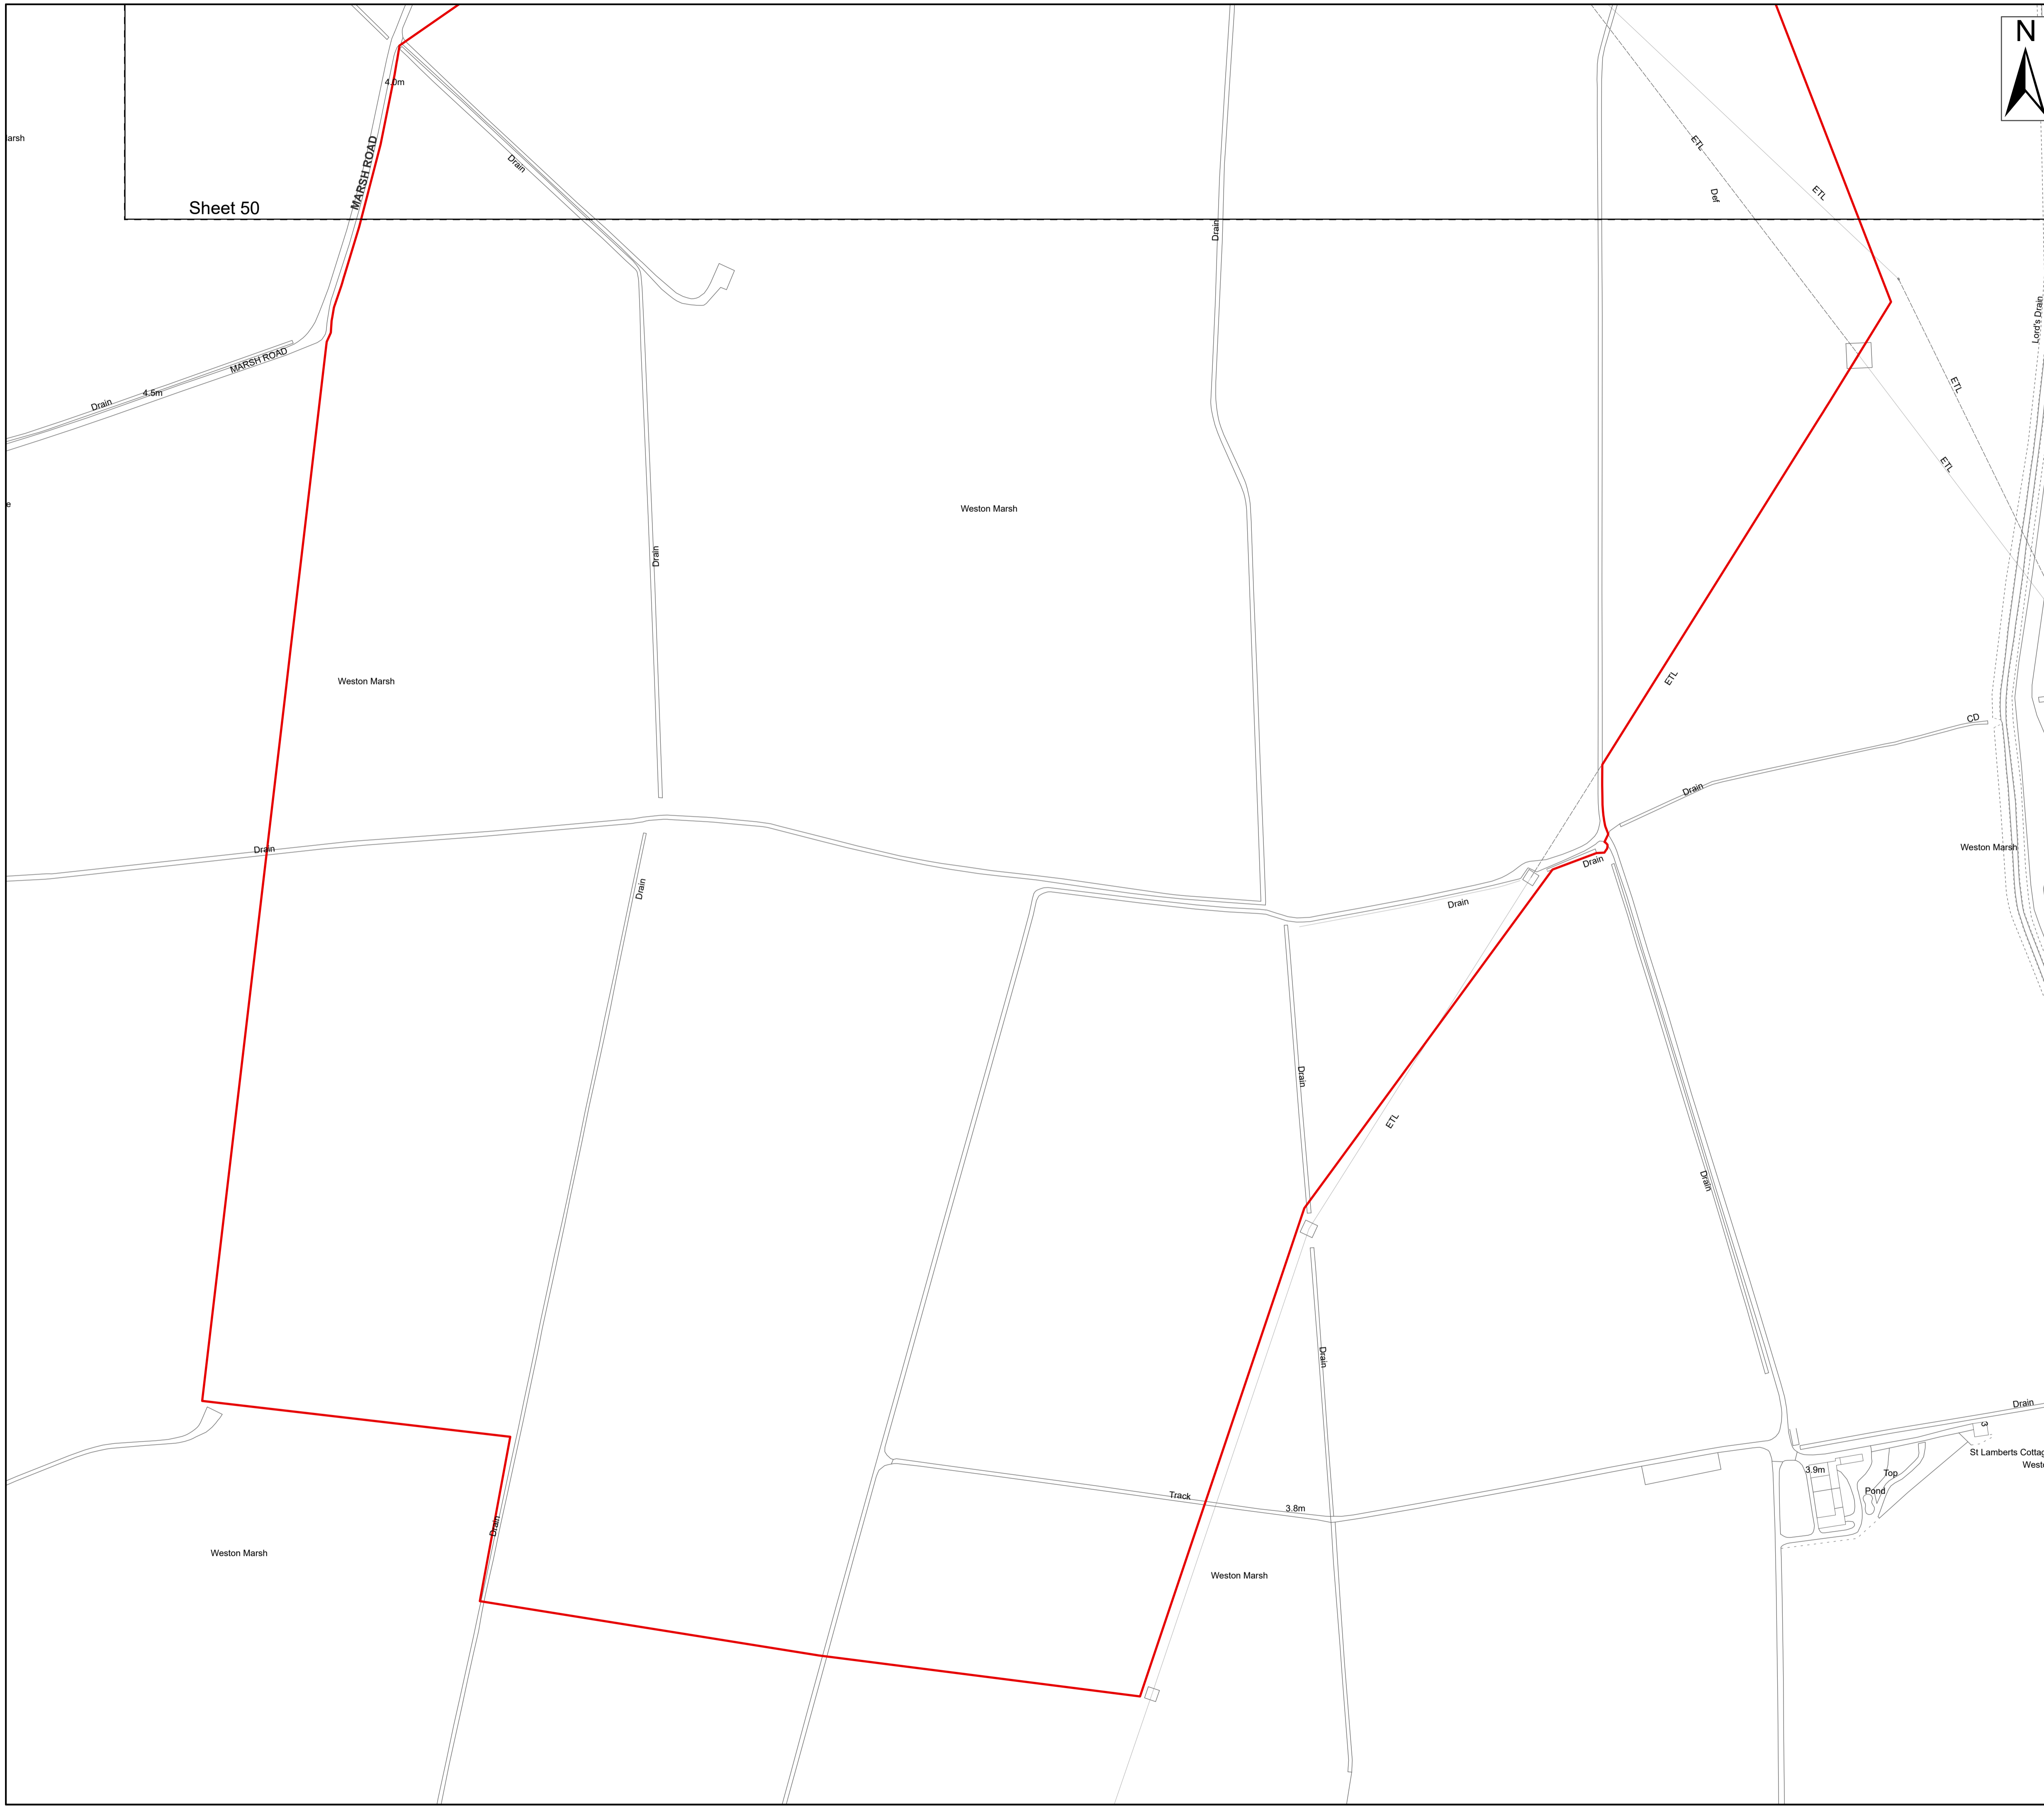 N
4.0m
arsh
MARSH ROAD
Drain
ETL
Def
ETL
Sheet 50
Drain
Lord's Drain
MARSH ROAD
4.5m
Drain
ETL
ETL
e
Weston Marsh
Drain
Weston Marsh
ETL
CD
Drain
Drain
Weston Marsh
Drain
Drain
Drain
Drain
ETL
Drain
Drain
Drain
3
St Lamberts Cottag
West
3.9m
Top
Pond
Track
3.8m
Drain
Weston Marsh
Weston Marsh